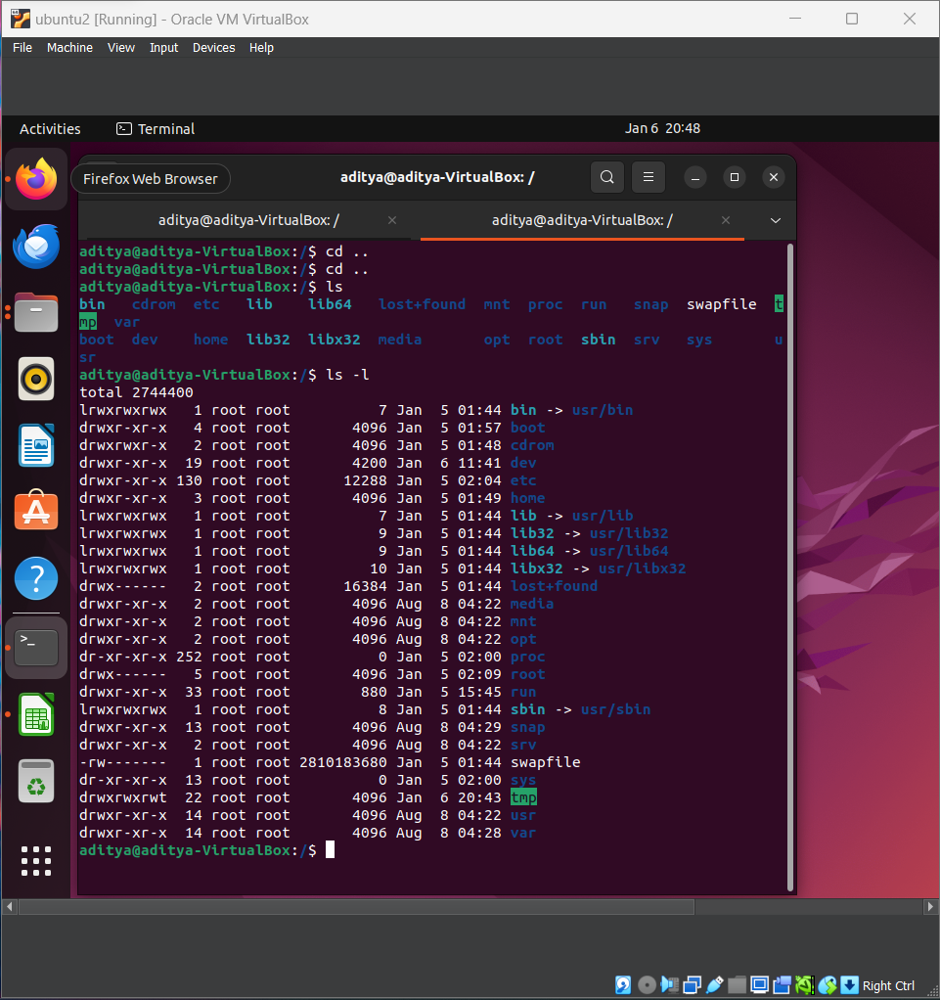 ubuntu2 [Running] - Oracle VM VirtualBox
File Machine View Input Devices Help
Activities Terminal Jan 6 20:48
Firefox Web Browser
aditya@aditya-VirtualBox: /
aditya@aditya-VirtualBox: / aditya@aditya-VirtualBox: /
aditya@aditya-VirtualBox:/$ cd ..
aditya@aditya-VirtualBox:/$ cd ..
aditya@aditya-VirtualBox:/$ ls
bin cdrom etc lib lib64 lost+found mnt proc run snap swapfile t
mp var
boot dev home lib32 libx32 media opt root sbin srv sys u
sr
aditya@aditya-VirtualBox:/$ ls -l
total 2744400
lrwxrwxrwx 1 root root 7 Jan 5 01:44 bin -> usr/bin
drwxr-xr-x 4 root root 4096 Jan 5 01:57 boot
drwxrwxr-x 2 root root 4096 Jan 5 01:48 cdrom
drwxr-xr-x 19 root root 4200 Jan 6 11:41 dev
drwxr-xr-x 130 root root 12288 Jan 5 02:04 etc
drwxr-xr-x 3 root root 4096 Jan 5 01:49 home
lrwxrwxrwx 1 root root 7 Jan 5 01:44 lib -> usr/lib
lrwxrwxrwx 1 root root 9 Jan 5 01:44 lib32 -> usr/lib32
lrwxrwxrwx 1 root root 9 Jan 5 01:44 lib64 -> usr/lib64
lrwxrwxrwx 1 root root 10 Jan 5 01:44 libx32 -> usr/libx32
drwx------ 2 root root 16384 Jan 5 01:44 lost+found
drwxr-xr-x 2 root root 4096 Aug 8 04:22 media
drwxr-xr-x 2 root root 4096 Aug 8 04:22 mnt
drwxr-xr-x 2 root root 4096 Aug 8 04:22 opt
dr-xr-xr-x 252 root root 0 Jan 5 02:00 proc
drwx------ 5 root root 4096 Jan 5 02:09 root
drwxr-xr-x 33 root root 880 Jan 5 15:45 run
lrwxrwxrwx 1 root root 8 Jan 5 01:44 sbin -> usr/sbin
drwxr-xr-x 13 root root 4096 Aug 8 04:29 snap
drwxr-xr-x 2 root root 4096 Aug 8 04:22 srv
-rw------- 1 root root 2810183680 Jan 5 01:44 swapfile
dr-xr-xr-x 13 root root 0 Jan 5 02:00 sys
drwxrwxrwt 22 root root 4096 Jan 6 20:43 tmp
drwxr-xr-x 14 root root 4096 Aug 8 04:22 usr
drwxr-xr-x 14 root root 4096 Aug 8 04:28 var
aditya@aditya-VirtualBox:/$
Right Ctrl